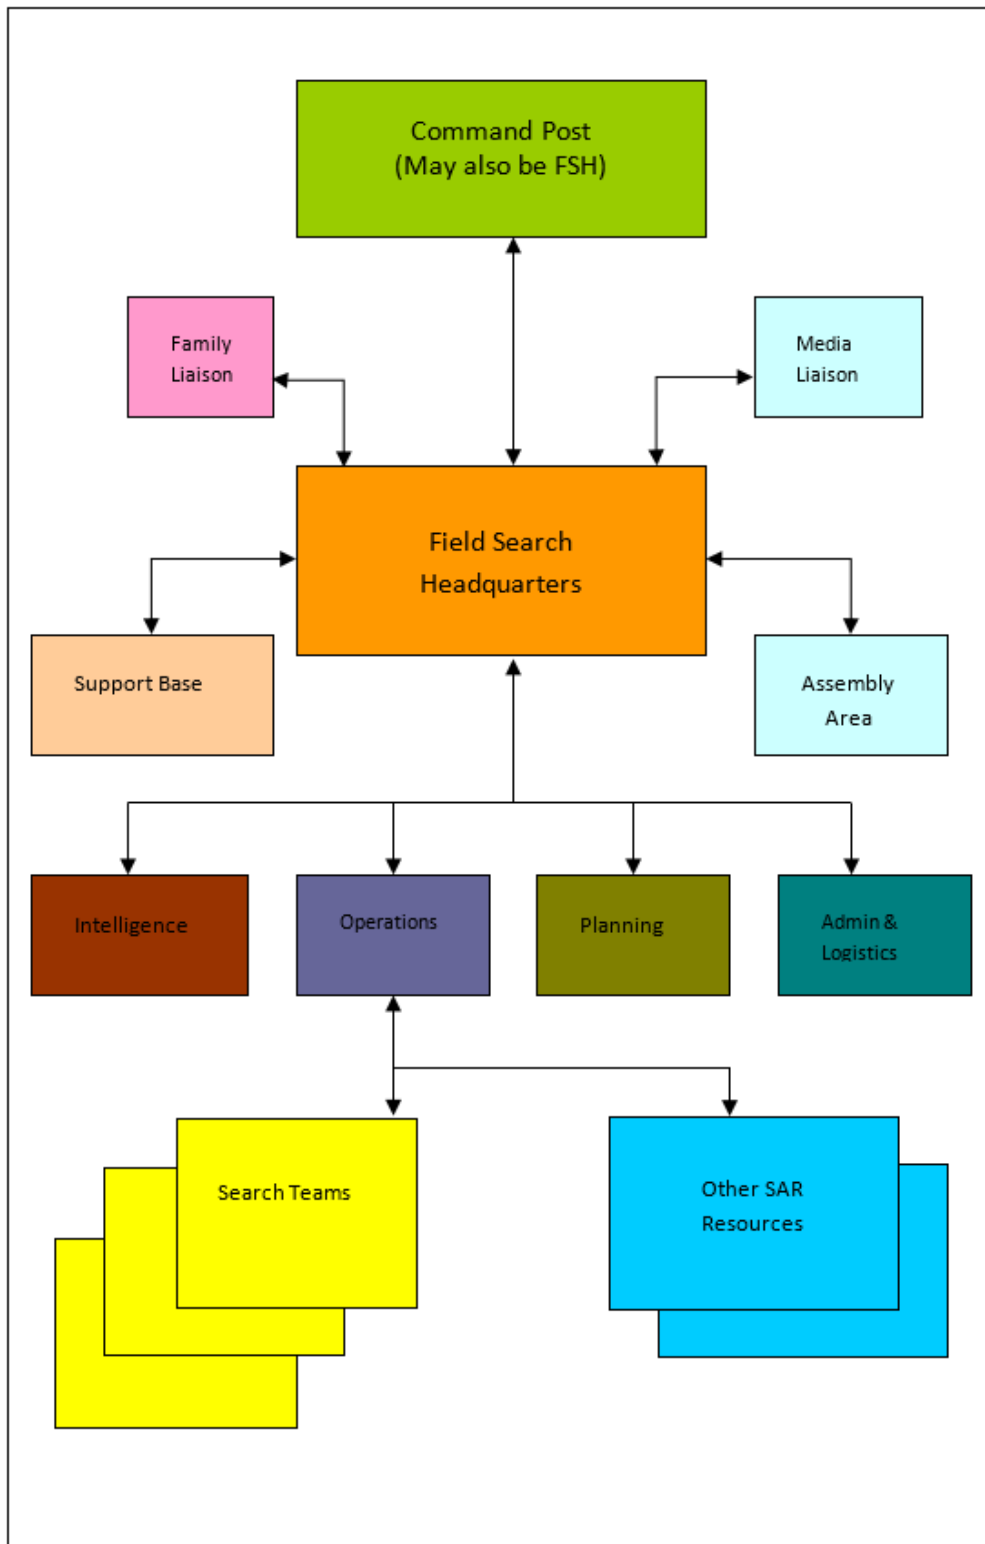 Command Post
(May also be FSH)
Family
Liaison
Media
Liaison
Field Search
Headquarters
Support Base
Assembly
Area
Intelligence
Operations
Planning
Admin &
Logistics
Search Teams
Other SAR
Resources